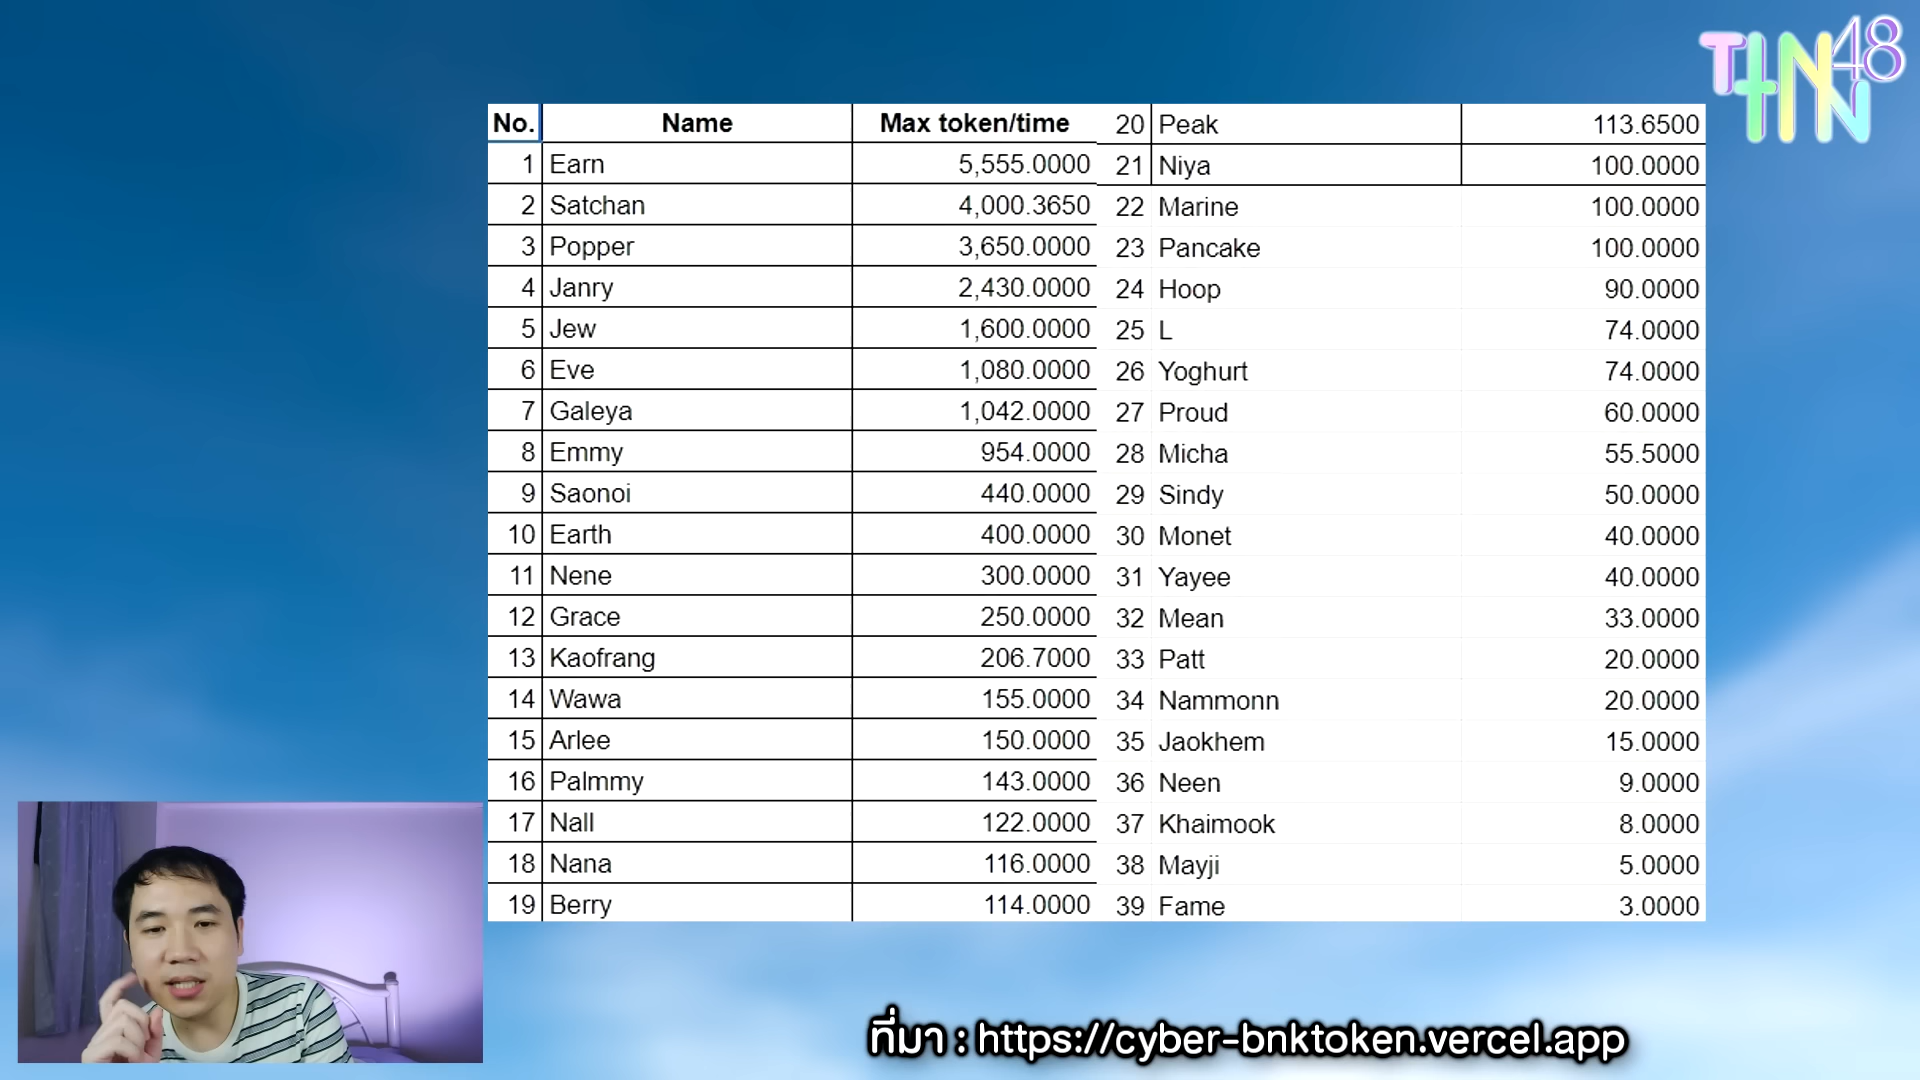 TIN 48
TIN
No. Name Max token/time
1 Earn 5,555.0000
2 Satchan 4,000.3650
3 Popper 3,650.0000
4 Janry 2,430.0000
5 Jew 1,600.0000
6 Eve 1,080.0000
7 Galeya 1,042.0000
8 Emmy 954.0000
9 Saonoi 440.0000
10 Earth 400.0000
11 Nene 300.0000
12 Grace 250.0000
13 Kaofrang 206.7000
14 Wawa 155.0000
15 Arlee 150.0000
16 Palmmy 143.0000
17 Nall 122.0000
18 Nana 116.0000
19 Berry 114.0000
20 Peak 113.6500
21 Niya 100.0000
22 Marine 100.0000
23 Pancake 100.0000
24 Hoop 90.0000
25 L 74.0000
26 Yoghurt 74.0000
27 Proud 60.0000
28 Micha 55.5000
29 Sindy 50.0000
30 Monet 40.0000
31 Yayee 40.0000
32 Mean 33.0000
33 Patt 20.0000
34 Nammonn 20.0000
35 Jaokhem 15.0000
36 Neen 9.0000
37 Khaimook 8.0000
38 Mayji 5.0000
39 Fame 3.0000
ที่มา : https://cyber-bnktoken.vercel.app